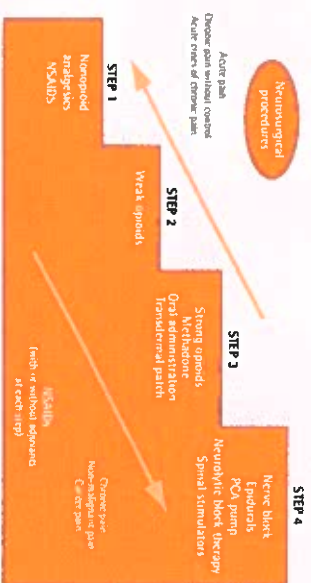 Neurosurgical
procedures
Acute pain
Chronic pain without control
Acute crises of chronic pain
STEP 1
Nonopioid
analgesics
NSAIDS
STEP 2
Weak opioids
STEP 3
Strong opioids
Methadone
Oral administration
Transdermal patch
STEP 4
Nerve block
Epidurals
PCA pump
Neurolytic block therapy
Spinal stimulators
NSAIDs
(with or without adjuvants
at each step)
Chronic pain
Non-malignant pain
Cancer pain